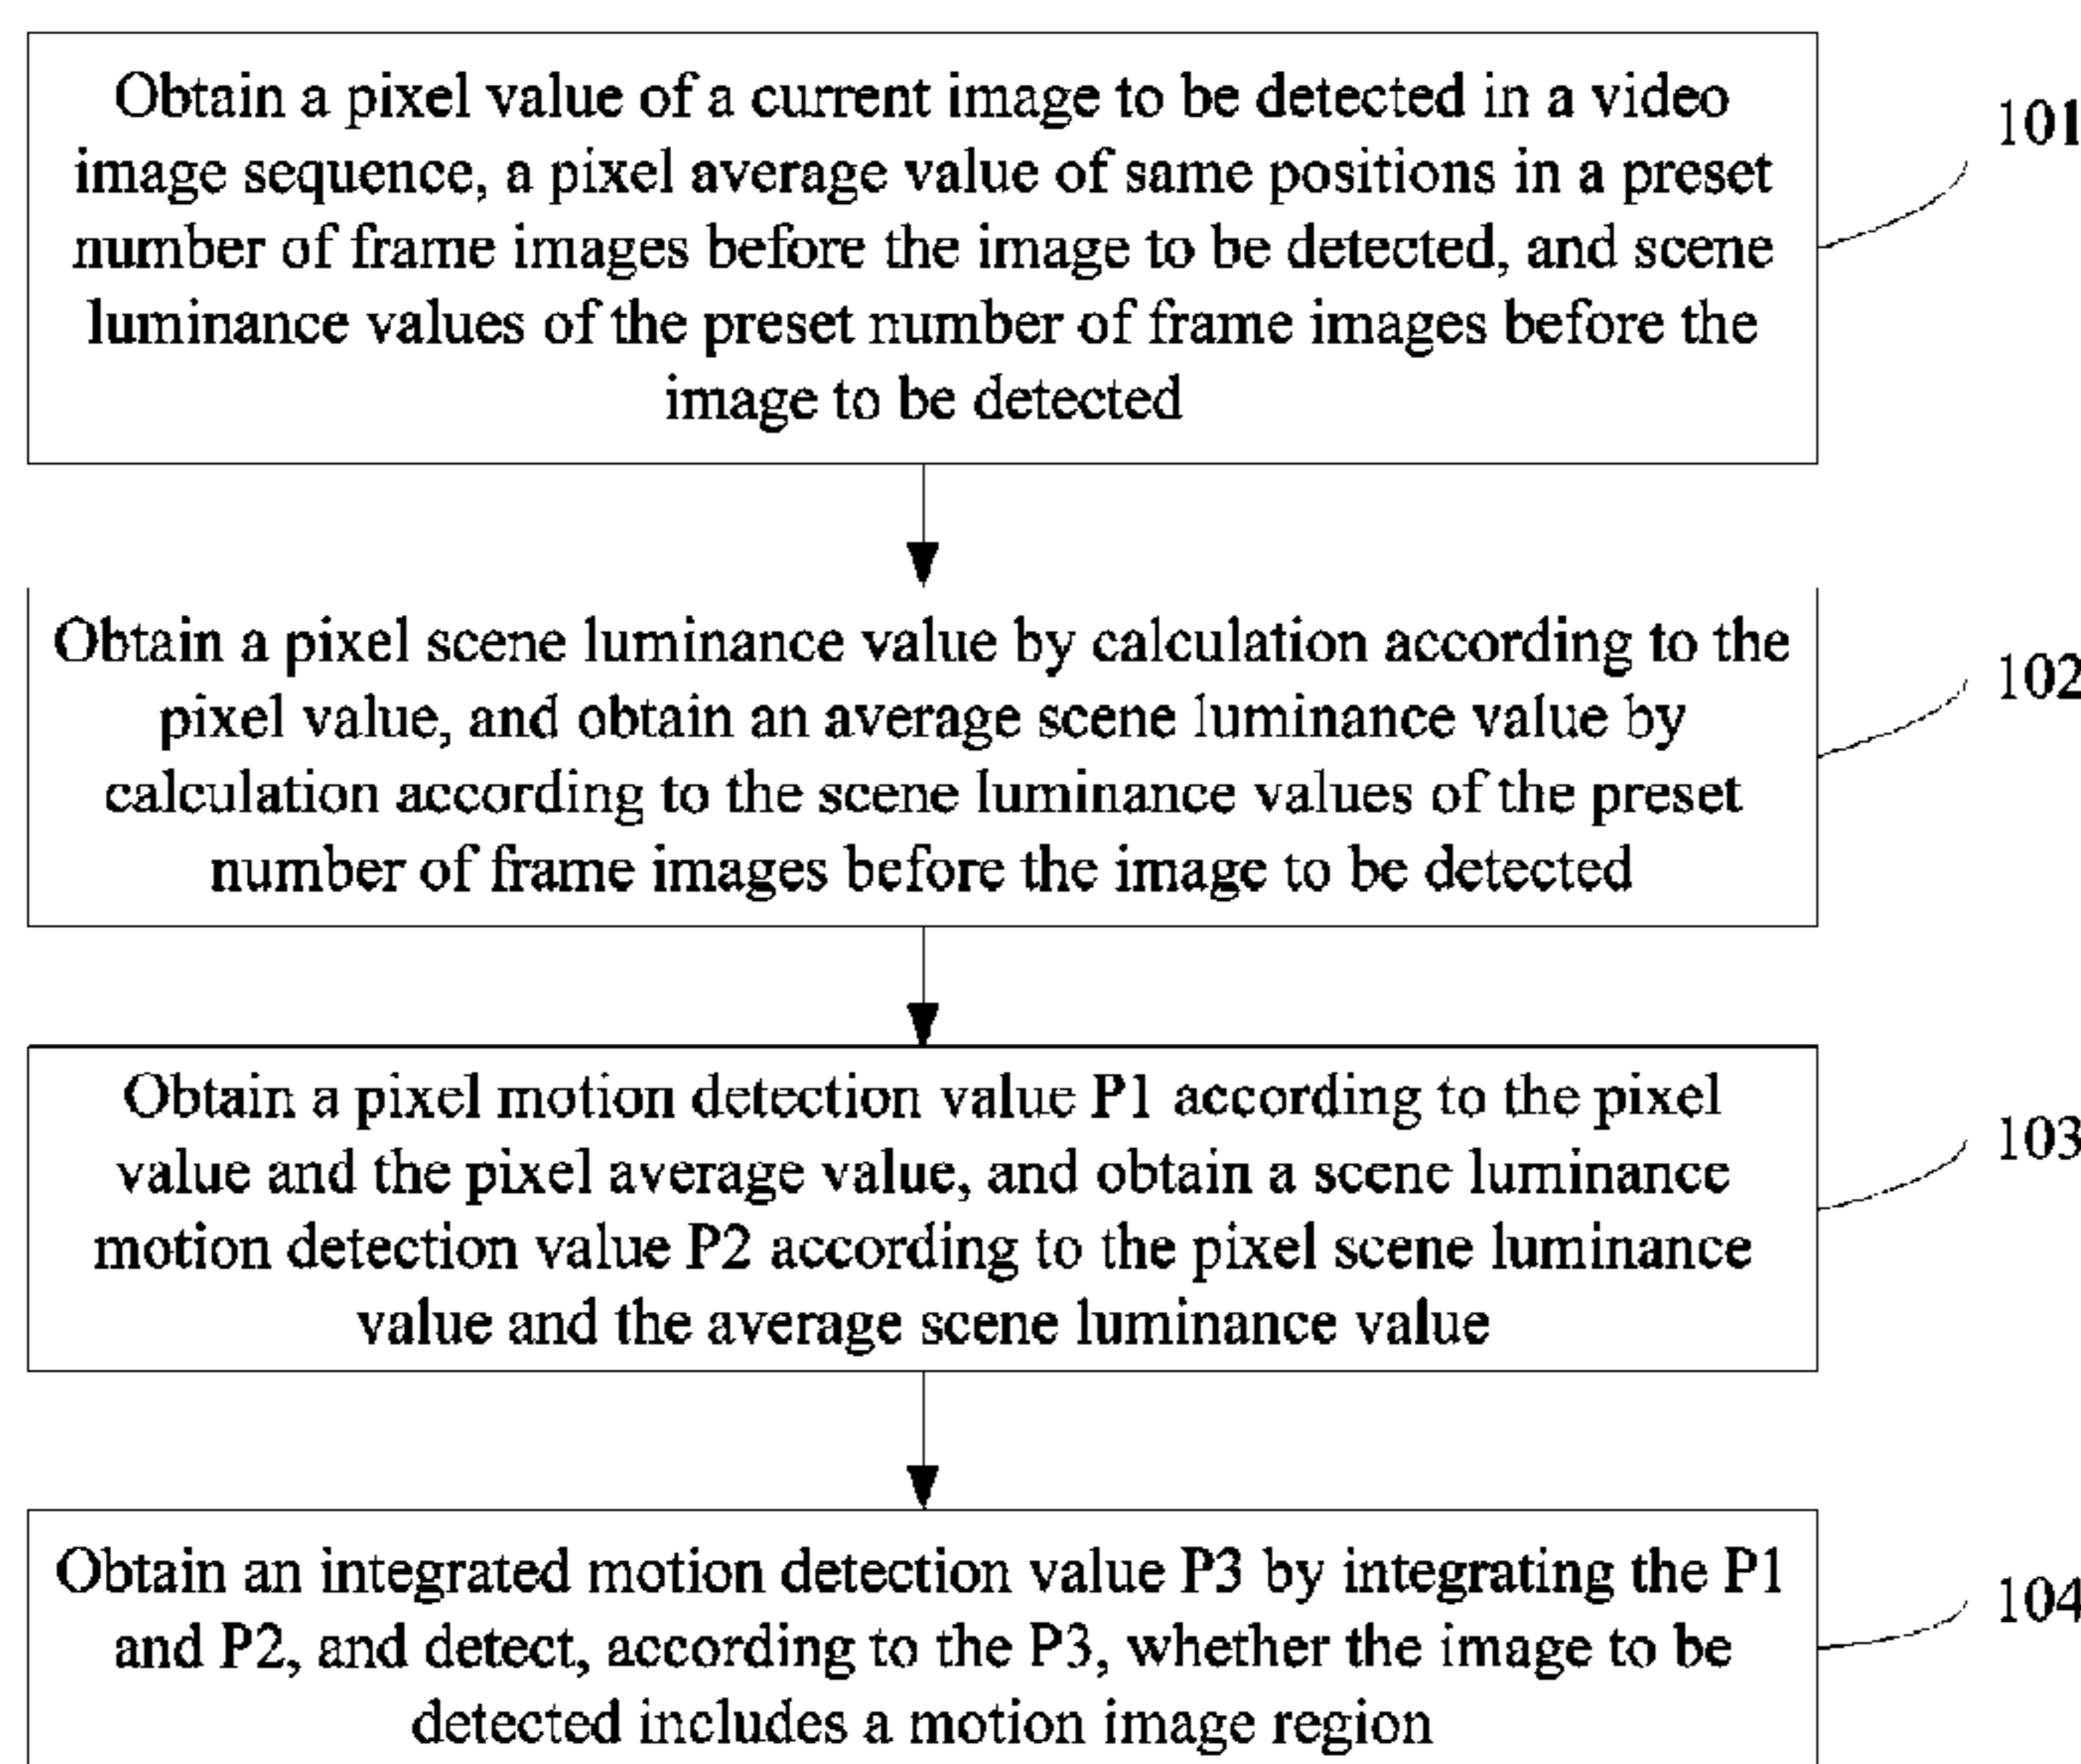 Obtain a pixel value of a current image to be detected in a video
image sequence, a pixel average value of same positions in a preset
number of frame images before the image to be detected, and scene
luminance values of the preset number of frame images before the
image to be detected
101
Obtain a pixel scene luminance value by calculation according to the
pixel value, and obtain an average scene luminance value by
calculation according to the scene luminance values of the preset
number of frame images before the image to be detected
102
Obtain a pixel motion detection value P1 according to the pixel
value and the pixel average value, and obtain a scene luminance
motion detection value P2 according to the pixel scene luminance
value and the average scene luminance value
103
Obtain an integrated motion detection value P3 by integrating the P1
and P2, and detect, according to the P3, whether the image to be
detected includes a motion image region
104